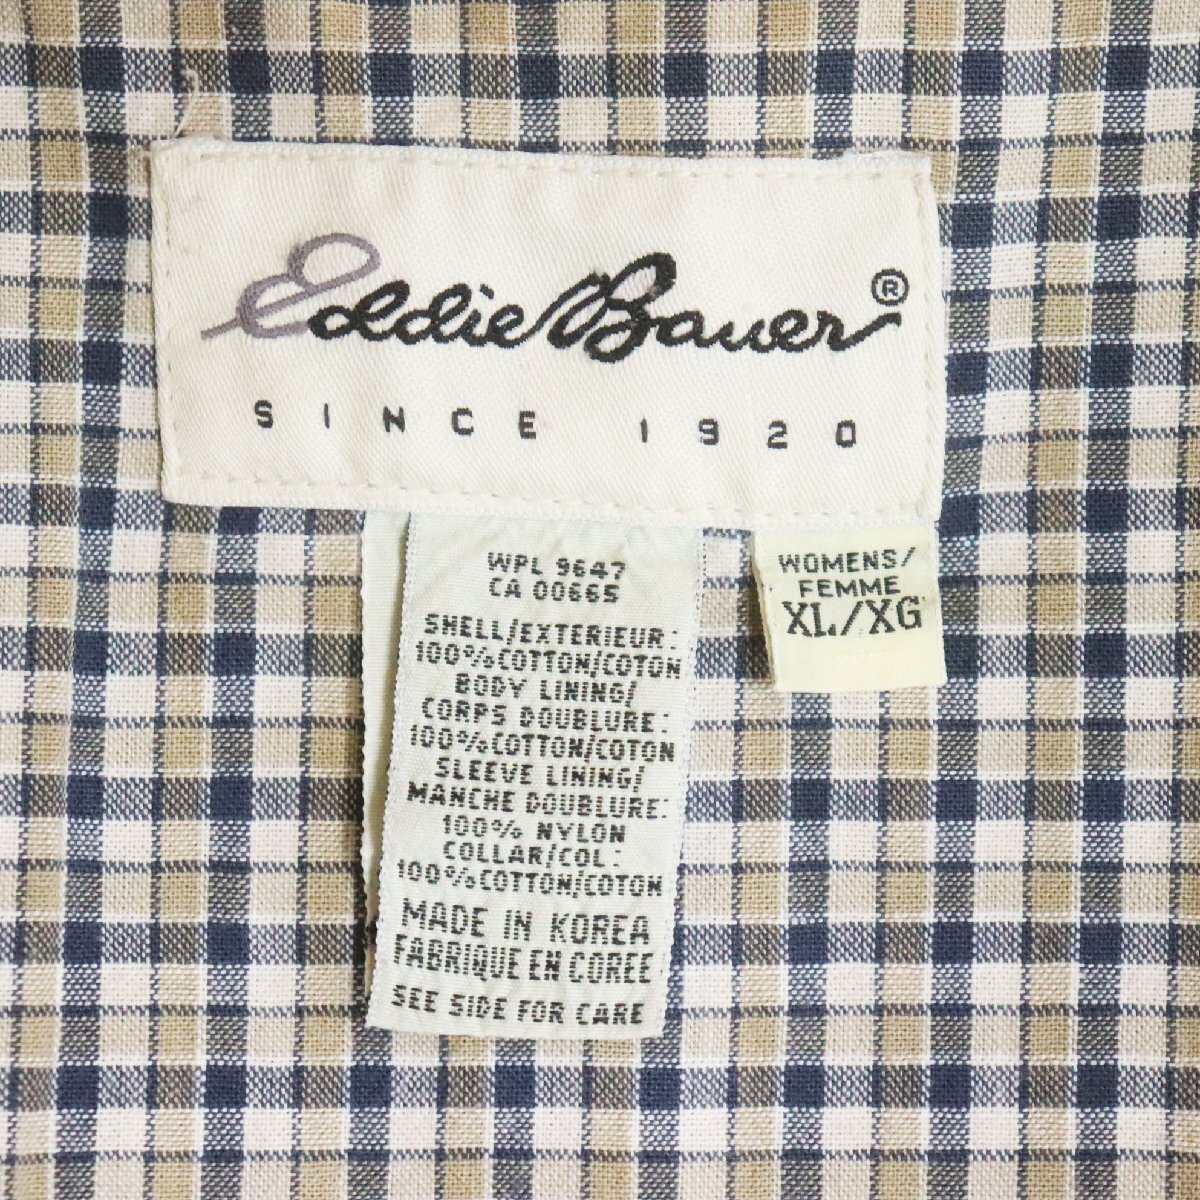 Eddie Bauer®
SINCE 1920
WPL 9647
CA 00665
SHELL/EXTERIEUR:
100%COTTON/COTON
BODY LINING/
CORPS DOUBLURE:
100%COTTON/COTON
SLEEVE LINING/
MANCHE DOUBLURE:
100% NYLON
COLLAR/COL:
100%COTTON/COTON
MADE IN KOREA
FABRIQUE EN COREE
SEE SIDE FOR CARE
WOMENS/
FEMME
XL/XG